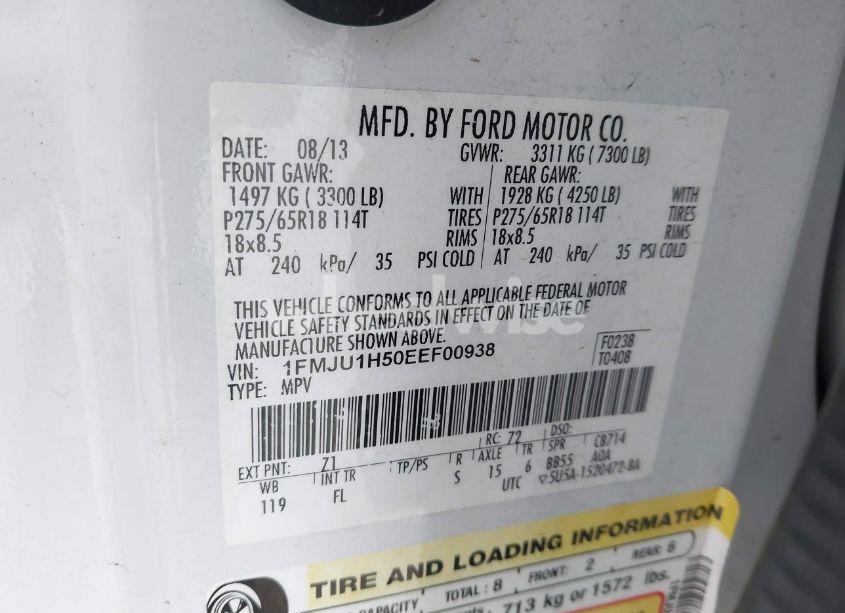 MFD. BY FORD MOTOR CO.
DATE: 08/13 GVWR: 3311 KG ( 7300 LB)
FRONT GAWR: REAR GAWR:
1497 KG ( 3300 LB) WITH 1928 KG ( 4250 LB) WITH
P275/65R18 114T TIRES P275/65R18 114T TIRES
18x8.5 RIMS 18x8.5 RIMS
AT 240 kPa/ 35 PSI COLD AT 240 kPa/ 35 PSI COLD
THIS VEHICLE CONFORMS TO ALL APPLICABLE FEDERAL MOTOR
VEHICLE SAFETY STANDARDS IN EFFECT ON THE DATE OF
MANUFACTURE SHOWN ABOVE.
VIN: 1FMJU1H50EEF00938 F0238
TYPE: MPV T0408
EXT PNT: Z1 RC: 72 DSO:
WB INT TR TP/PS R AXLE TR SPR CB714
119 FL S 15 6 BB55 AOA
UTC ▽5U5A-1520472-BA
TIRE AND LOADING INFORMATION
CAPACITY TOTAL : 8 FRONT: 2 REAR: 6
713 kg or 1572 lbs.